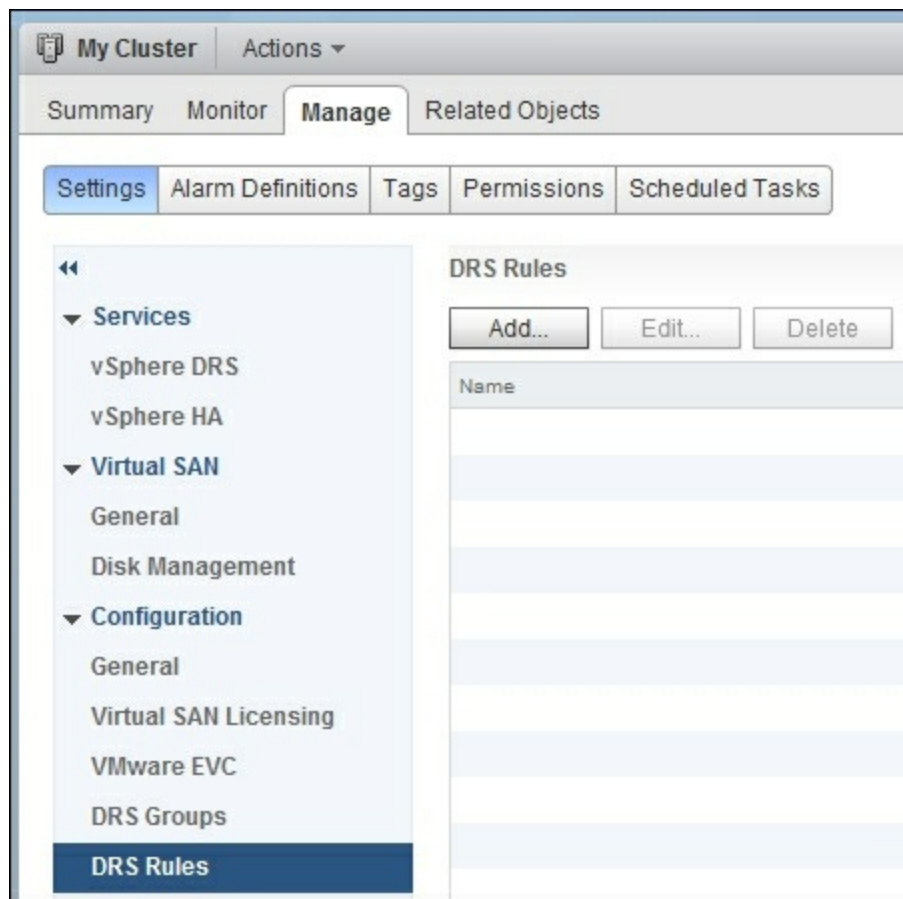 My Cluster Actions
Summary Monitor Manage Related Objects
Settings Alarm Definitions Tags Permissions Scheduled Tasks
DRS Rules
Services
Add... Edit... Delete
vSphere DRS
Name
vSphere HA
Virtual SAN
General
Disk Management
Configuration
General
Virtual SAN Licensing
VMware EVC
DRS Groups
DRS Rules